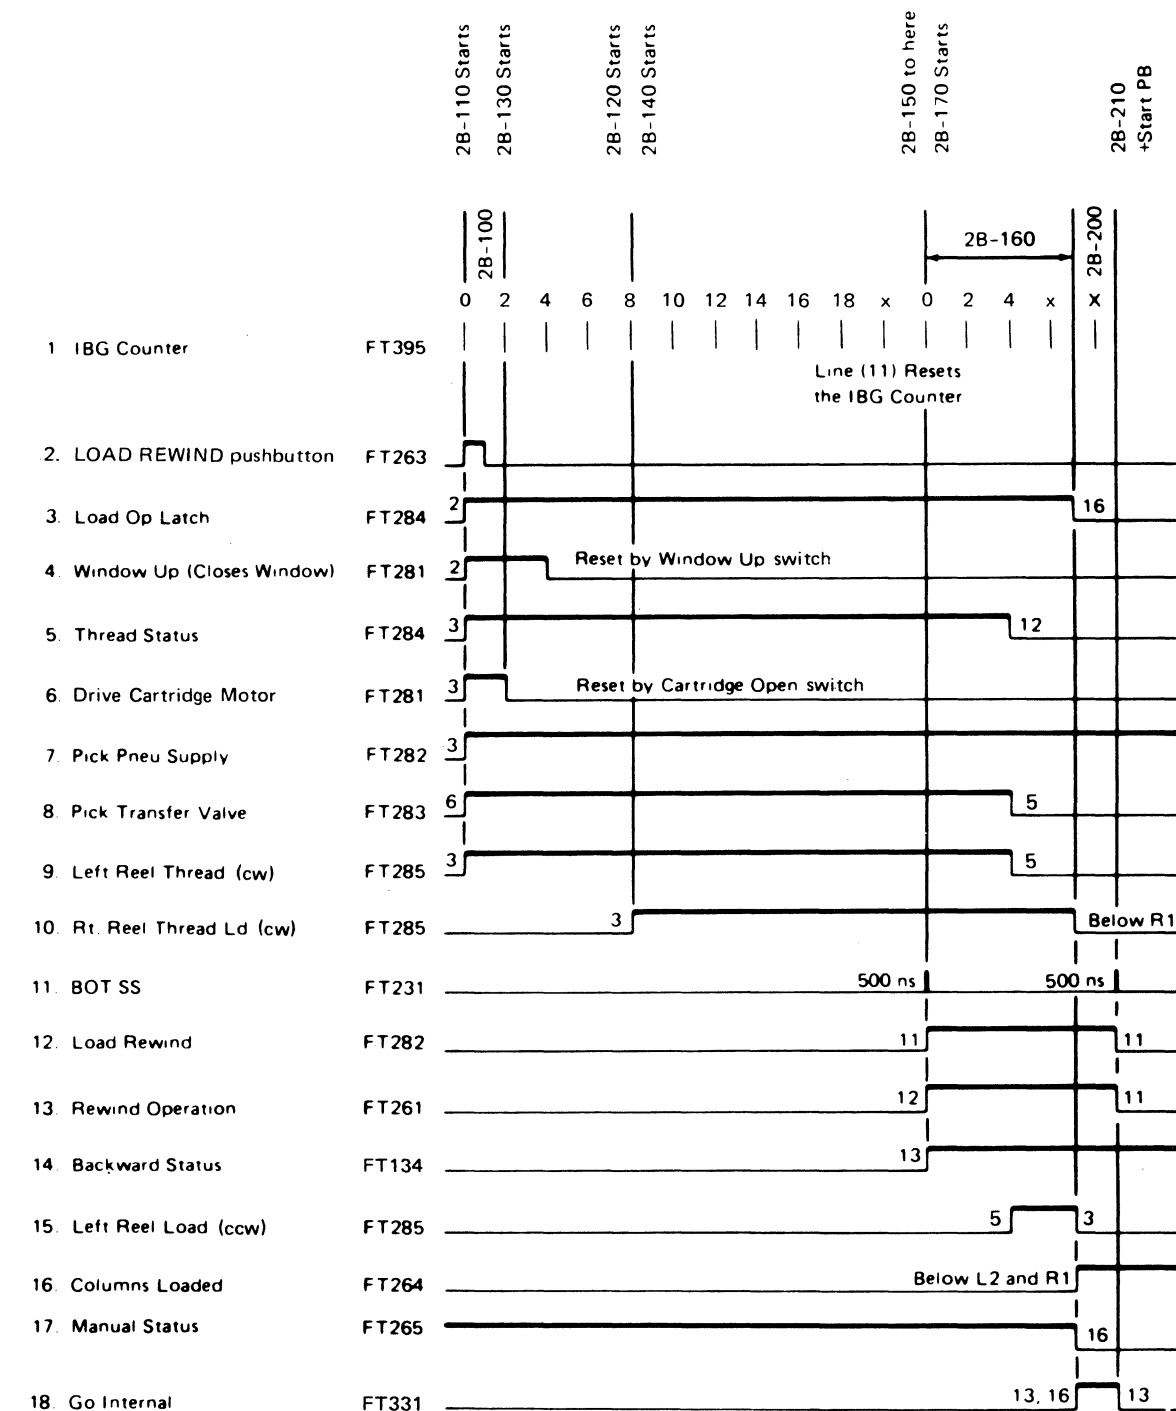 2B-110 Starts
2B-130 Starts
2B-120 Starts
2B-140 Starts
2B-150 to here
2B-170 Starts
2B-210
+Start PB
2B-100
2B-160
2B-200
0 2 4 6 8 10 12 14 16 18 x 0 2 4 x X
1 IBG Counter FT395
Line (11) Resets
the IBG Counter
2. LOAD REWIND pushbutton FT263
3. Load Op Latch FT284 2 16
4. Window Up (Closes Window) FT281 2 Reset by Window Up switch
5. Thread Status FT284 3 12
6. Drive Cartridge Motor FT281 3 Reset by Cartridge Open switch
7. Pick Pneu Supply FT282 3
8. Pick Transfer Valve FT283 6 5
9. Left Reel Thread (cw) FT285 3 5
10. Rt. Reel Thread Ld (cw) FT285 3 Below R1
11. BOT SS FT231 500 ns 500 ns
12. Load Rewind FT282 11 11
13. Rewind Operation FT261 12 11
14. Backward Status FT134 13
15. Left Reel Load (ccw) FT285 5 3
16. Columns Loaded FT264 Below L2 and R1
17. Manual Status FT265 16
18. Go Internal FT331 13, 16 13